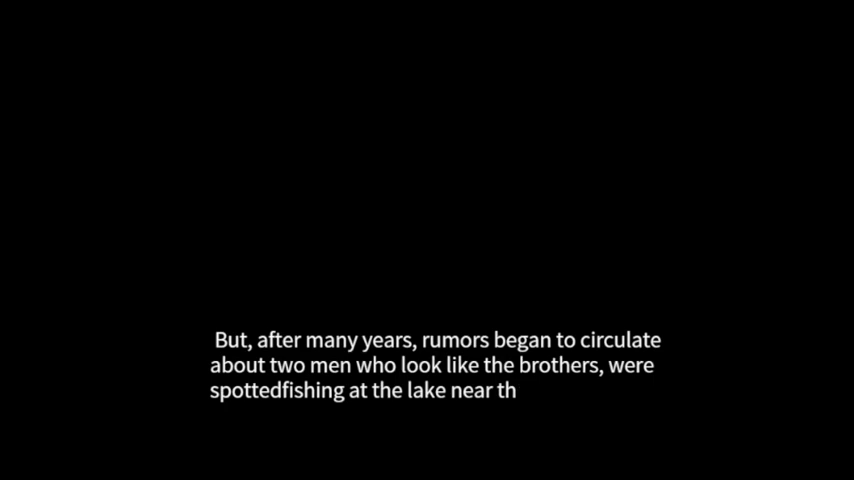 But, after many years, rumors began to circulate
about two men who look like the brothers, were
spottedfishing at the lake near th